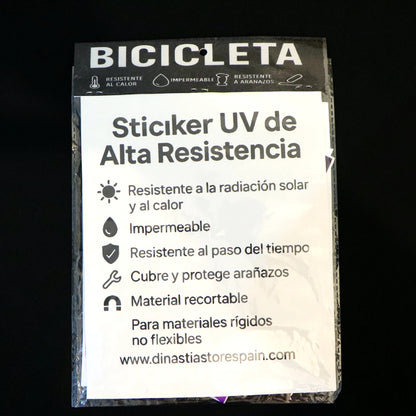 BICICLETA
RESISTENTE AL CALOR
IMPERMEABLE
RESISTENTE A ARAÑAZOS
Sticıker UV de
Alta Resistencia
Resistente a la radiación solar
y al calor
Impermeable
Resistente al paso del tiempo
Cubre y protege arañazos
Material recortable
Para materiales rígidos
no flexibles
www.dinastiastorespain.com